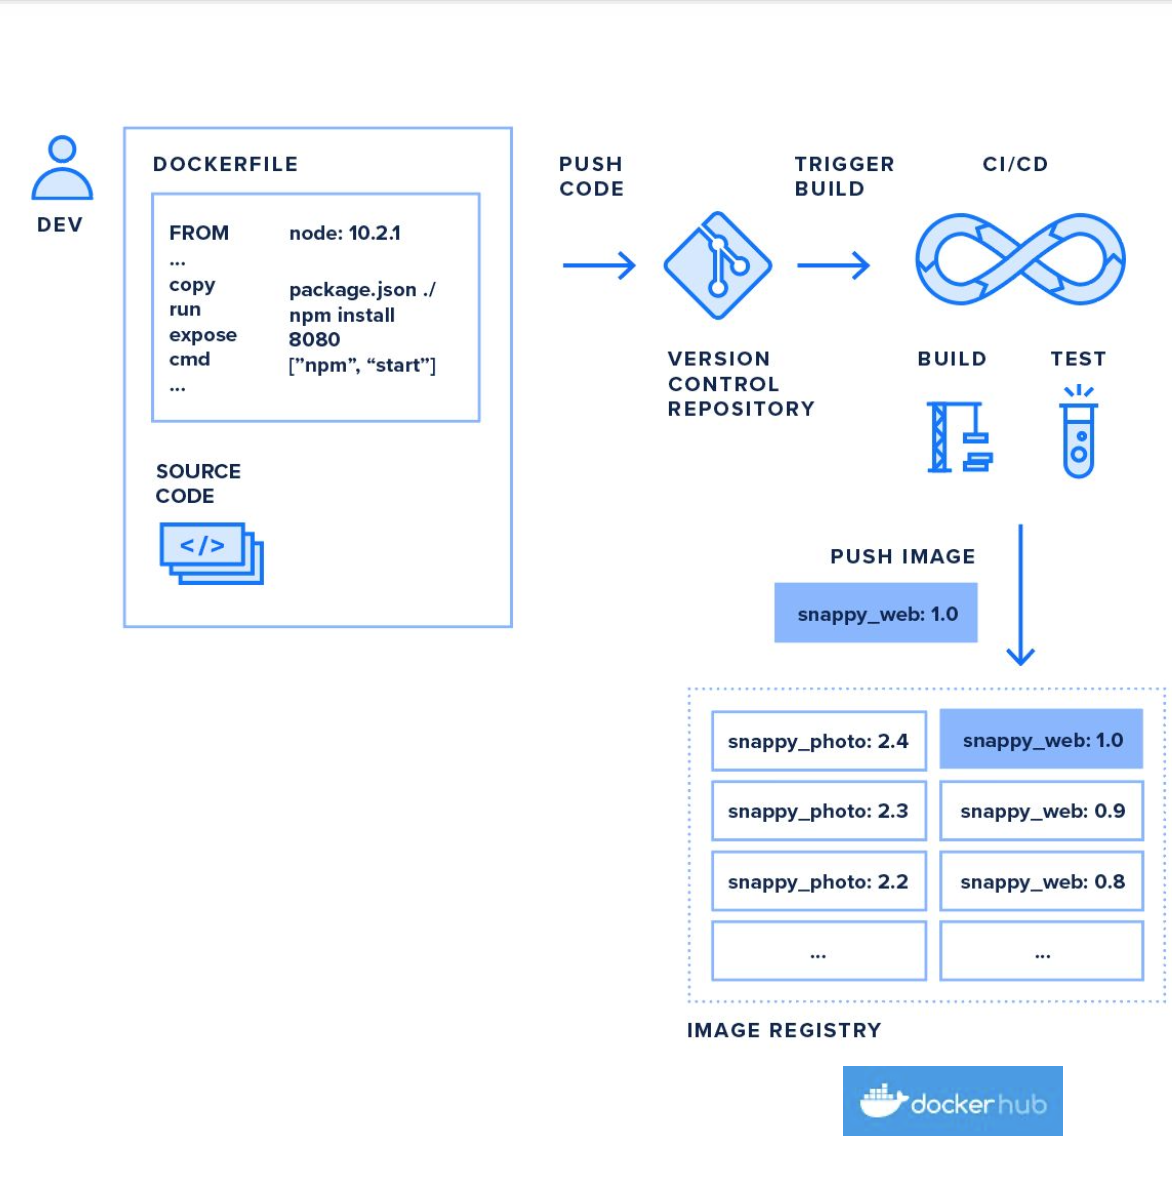 DEV
DOCKERFILE
FROM node: 10.2.1
...
copy package.json ./
run npm install
expose 8080
cmd ["npm”, “start”]
...
SOURCE
CODE
</>
PUSH
CODE
VERSION
CONTROL
REPOSITORY
TRIGGER
BUILD
CI/CD
BUILD
TEST
PUSH IMAGE
snappy_web: 1.0
snappy_photo: 2.4
snappy_web: 1.0
snappy_photo: 2.3
snappy_web: 0.9
snappy_photo: 2.2
snappy_web: 0.8
...
...
IMAGE REGISTRY
dockerhub